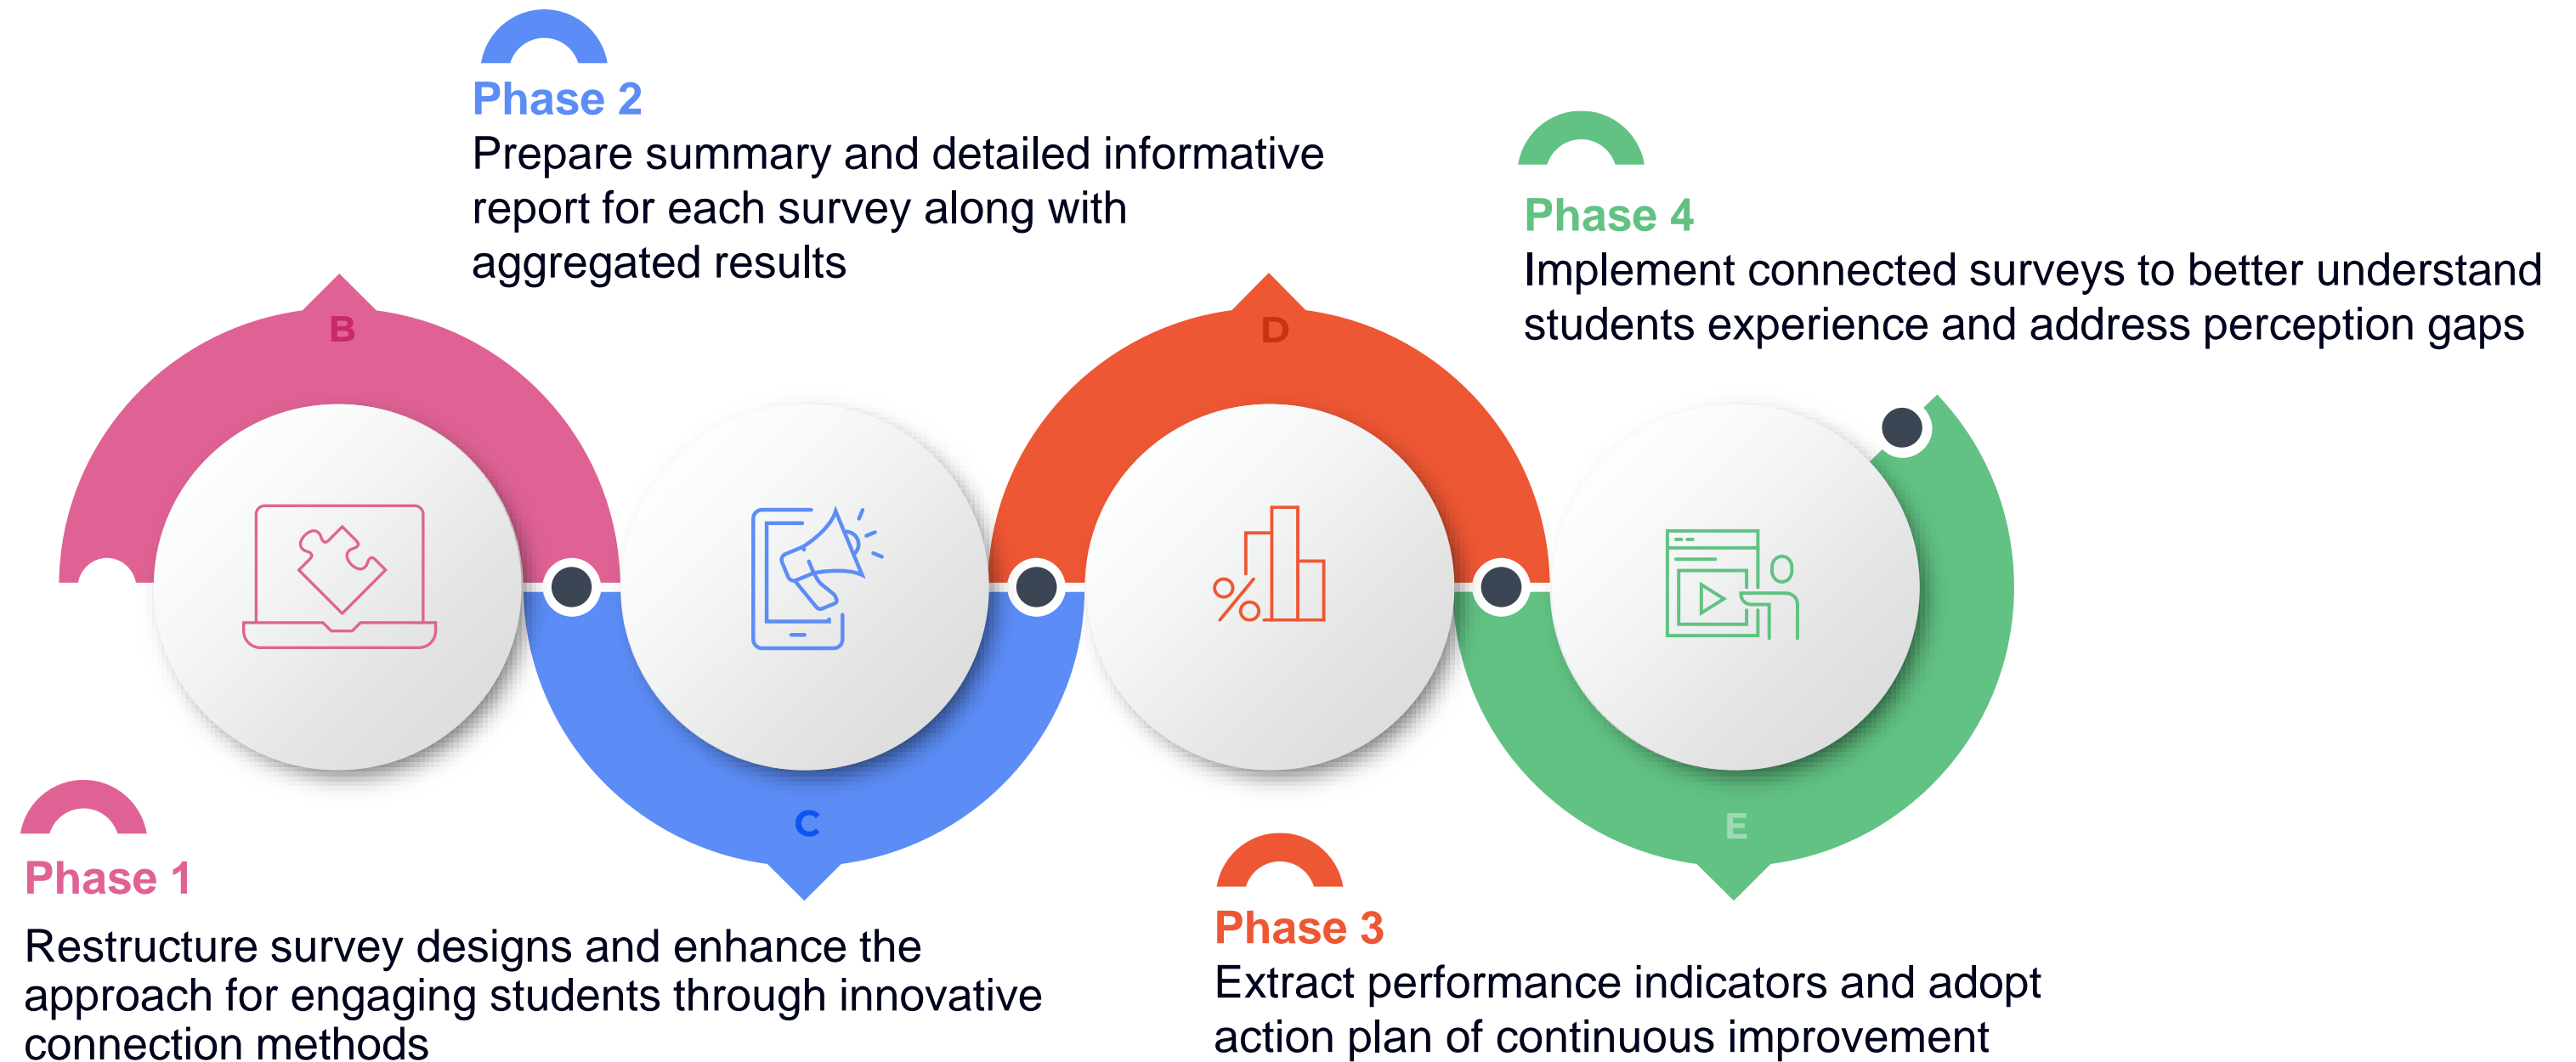 Phase 2
Prepare summary and detailed informative
report for each survey along with
aggregated results
Phase 4
Implement connected surveys to better understand
students experience and address perception gaps
B
D
%
C
E
Phase 1
Restructure survey designs and enhance the
approach for engaging students through innovative
connection methods
Phase 3
Extract performance indicators and adopt
action plan of continuous improvement